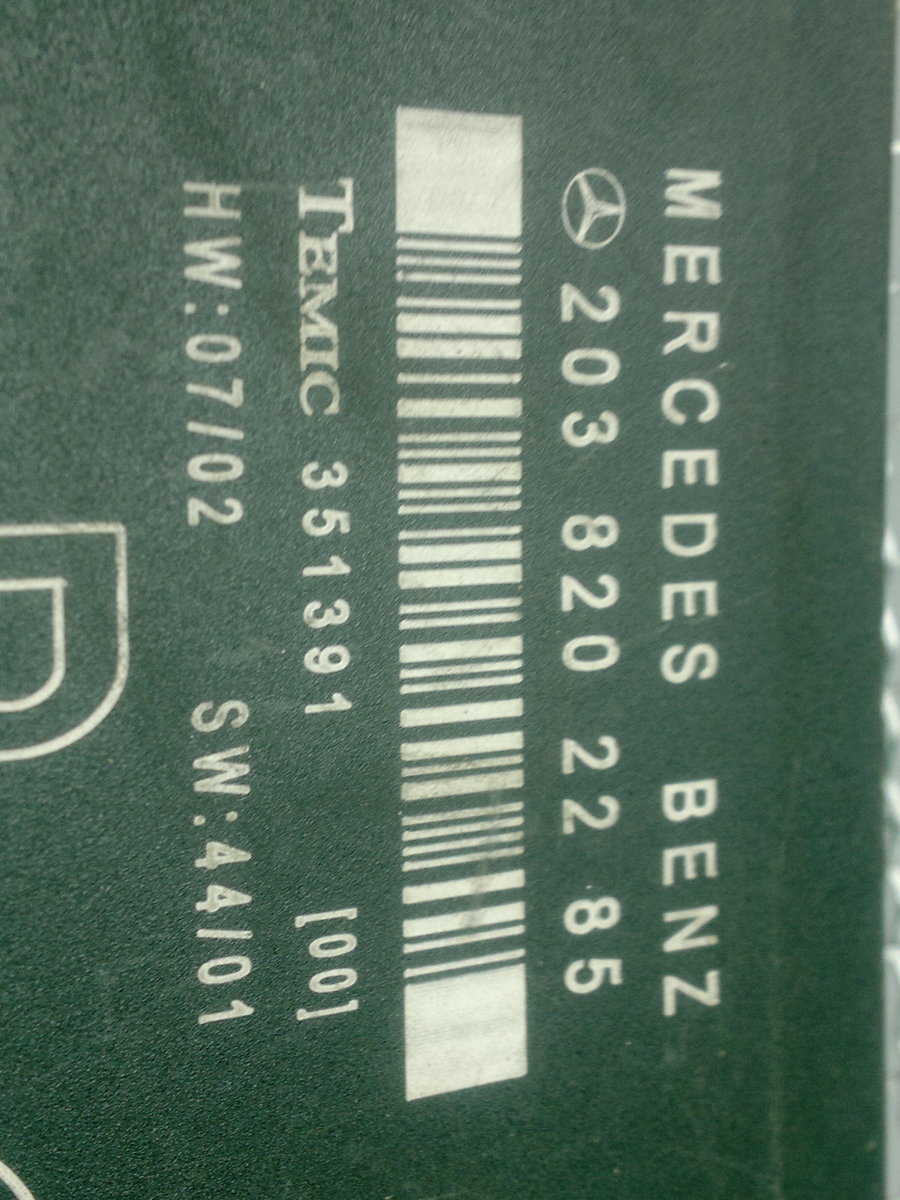 MERCEDES BENZ
203 820 22 85
TEMIC 351391 [00]
HW:07/02 SW:44/01